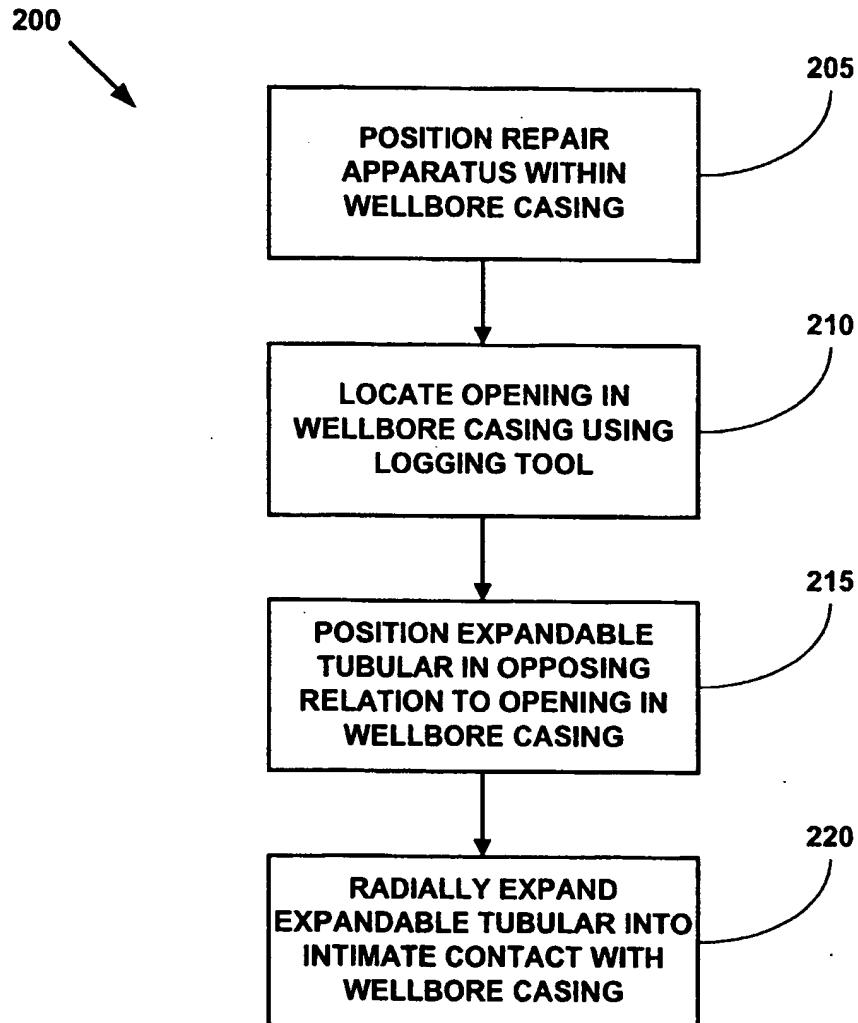 200
205
POSITION REPAIR
APPARATUS WITHIN
WELLBORE CASING
210
LOCATE OPENING IN
WELLBORE CASING USING
LOGGING TOOL
215
POSITION EXPANDABLE
TUBULAR IN OPPOSING
RELATION TO OPENING IN
WELLBORE CASING
220
RADIALLY EXPAND
EXPANDABLE TUBULAR INTO
INTIMATE CONTACT WITH
WELLBORE CASING